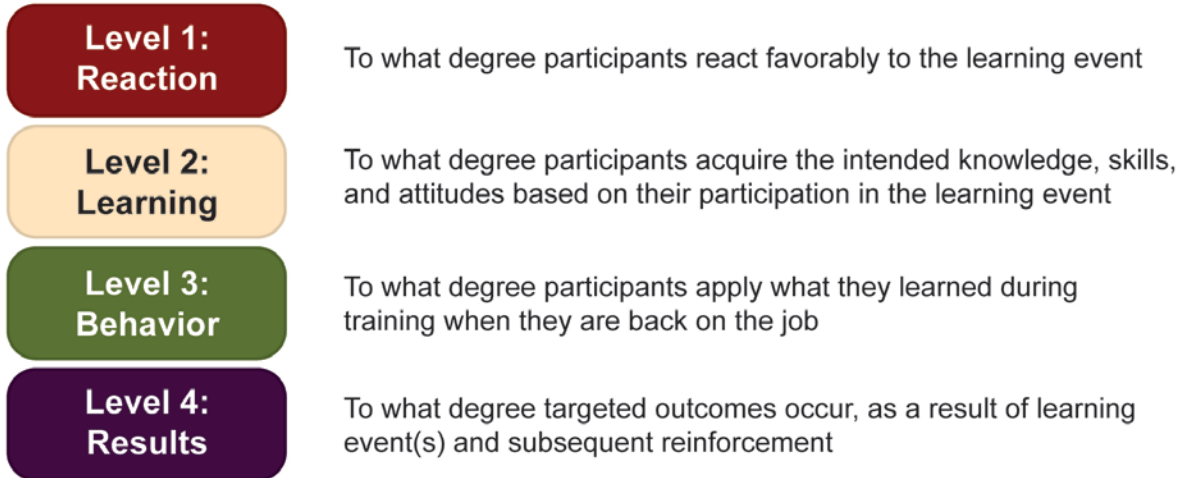 Level 1:
Reaction
To what degree participants react favorably to the learning event
Level 2:
Learning
To what degree participants acquire the intended knowledge, skills,
and attitudes based on their participation in the learning event
Level 3:
Behavior
To what degree participants apply what they learned during
training when they are back on the job
Level 4:
Results
To what degree targeted outcomes occur, as a result of learning
event(s) and subsequent reinforcement